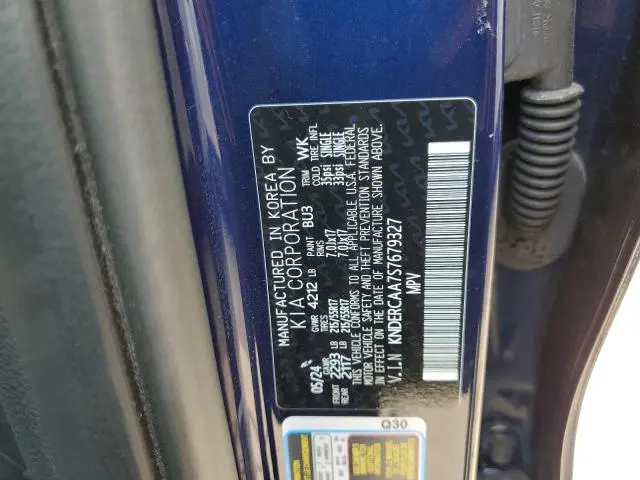 MANUFACTURED IN KOREA BY
KIA CORPORATION
05/24 GVWR 4212 LB PAINT BU3 TRIM WK
GAWR TIRES RIMS COLD TIRE INFL
FRONT 2293 LB 215/55R17 7.0Jx17 35psi SINGLE
REAR 2117 LB 215/55R17 7.0Jx17 33psi SINGLE
THIS VEHICLE CONFORMS TO ALL APPLICABLE U.S.A. FEDERAL
MOTOR VEHICLE SAFETY AND THEFT PREVENTION STANDARDS
IN EFFECT ON THE DATE OF MANUFACTURE SHOWN ABOVE.
V.I.N KNDERCAA7S7679327
MPV
Q30